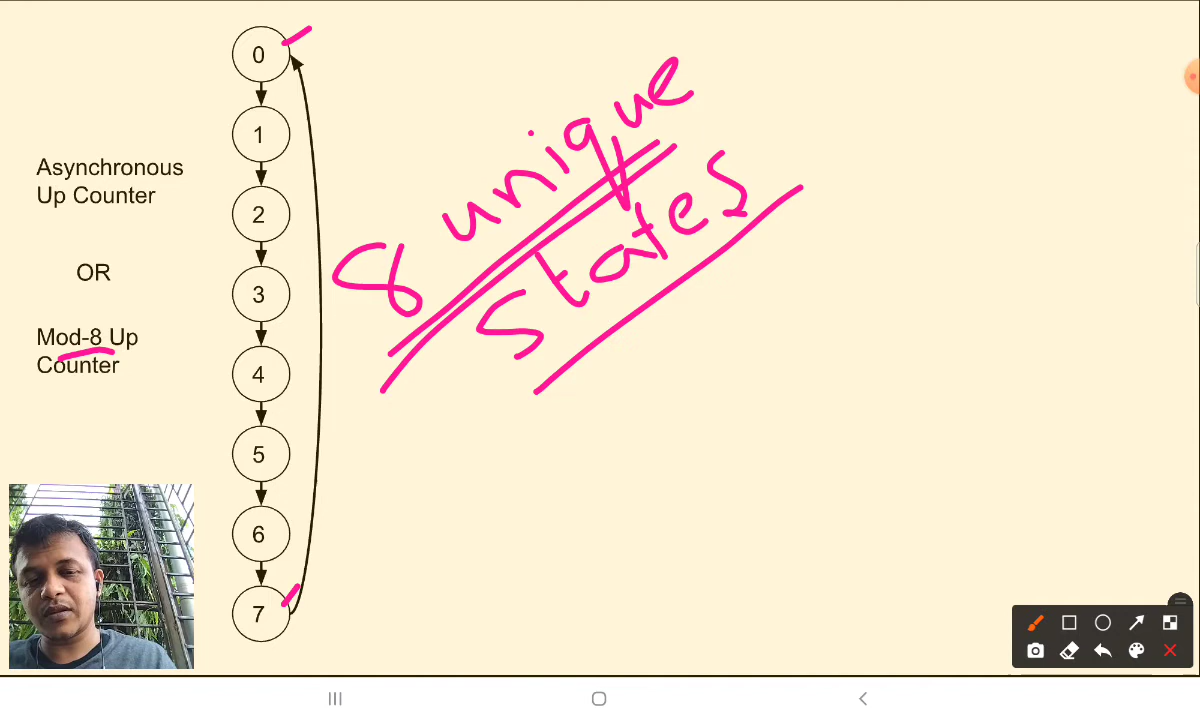 Asynchronous
Up Counter
OR
Mod-8 Up
Counter
0
1
2
3
4
5
6
7
8 unique
states